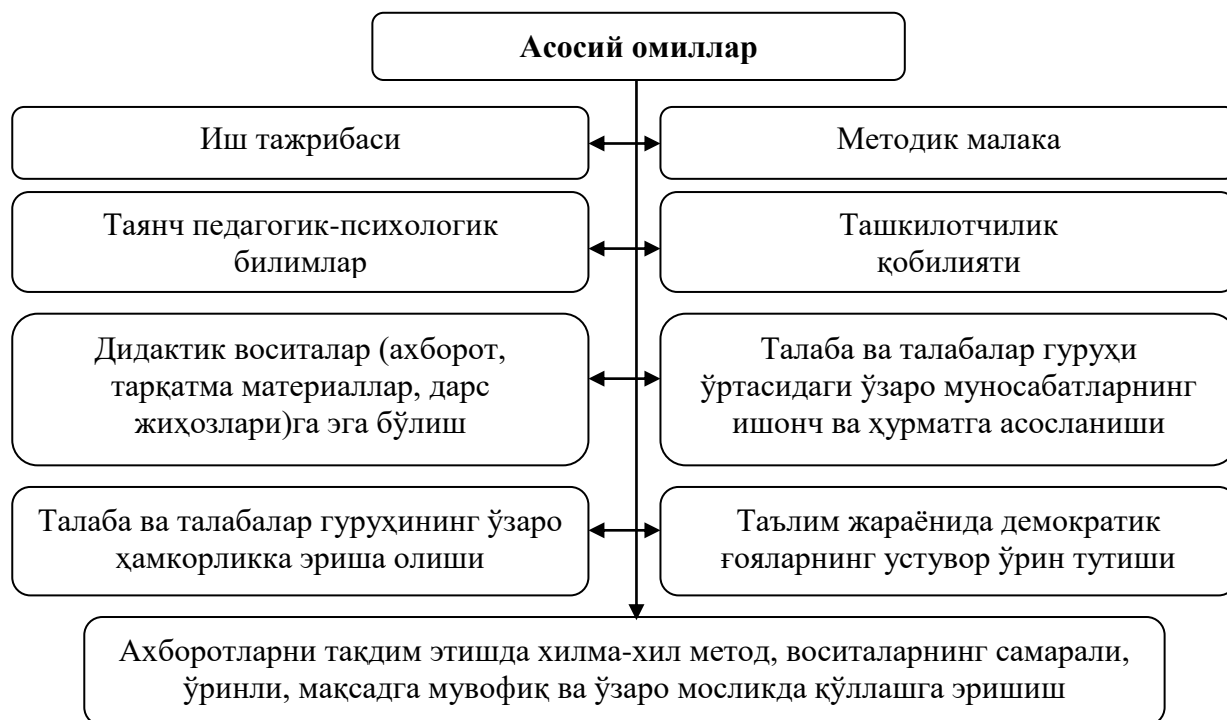 Асосий омиллар
Иш тажрибаси
Методик малака
Таянч педагогик-психологик
билимлар
Ташкилотчилик
қобилияти
Дидактик воситалар (ахборот,
тарқатма материаллар, дарс
жиҳозлари)га эга бўлиш
Талаба ва талабалар гуруҳи
ўртасидаги ўзаро муносабатларнинг
ишонч ва ҳурматга асосланиши
Талаба ва талабалар гуруҳининг ўзаро
ҳамкорликка эриша олиши
Таълим жараёнида демократик
ғояларнинг устувор ўрин тутиши
Ахборотларни тақдим этишда хилма-хил метод, воситаларнинг самарали,
ўринли, мақсадга мувофиқ ва ўзаро мосликда қўллашга эришиш